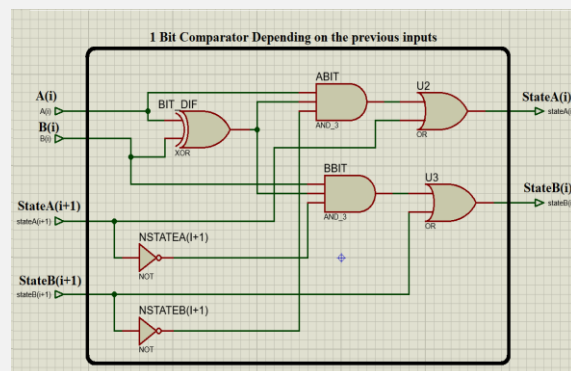 1 Bit Comparator Depending on the previous inputs
A(i)
A(i)
B(i)
B(i)
BIT_DIF
XOR
ABIT
AND_3
U2
OR
StateA(i)
stateA(i)
BBIT
AND_3
U3
OR
StateB(i)
stateB(i)
StateA(i+1)
stateA(i+1)
NSTATEA(I+1)
NOT
StateB(i+1)
stateB(i+1)
NSTATEB(I+1)
NOT